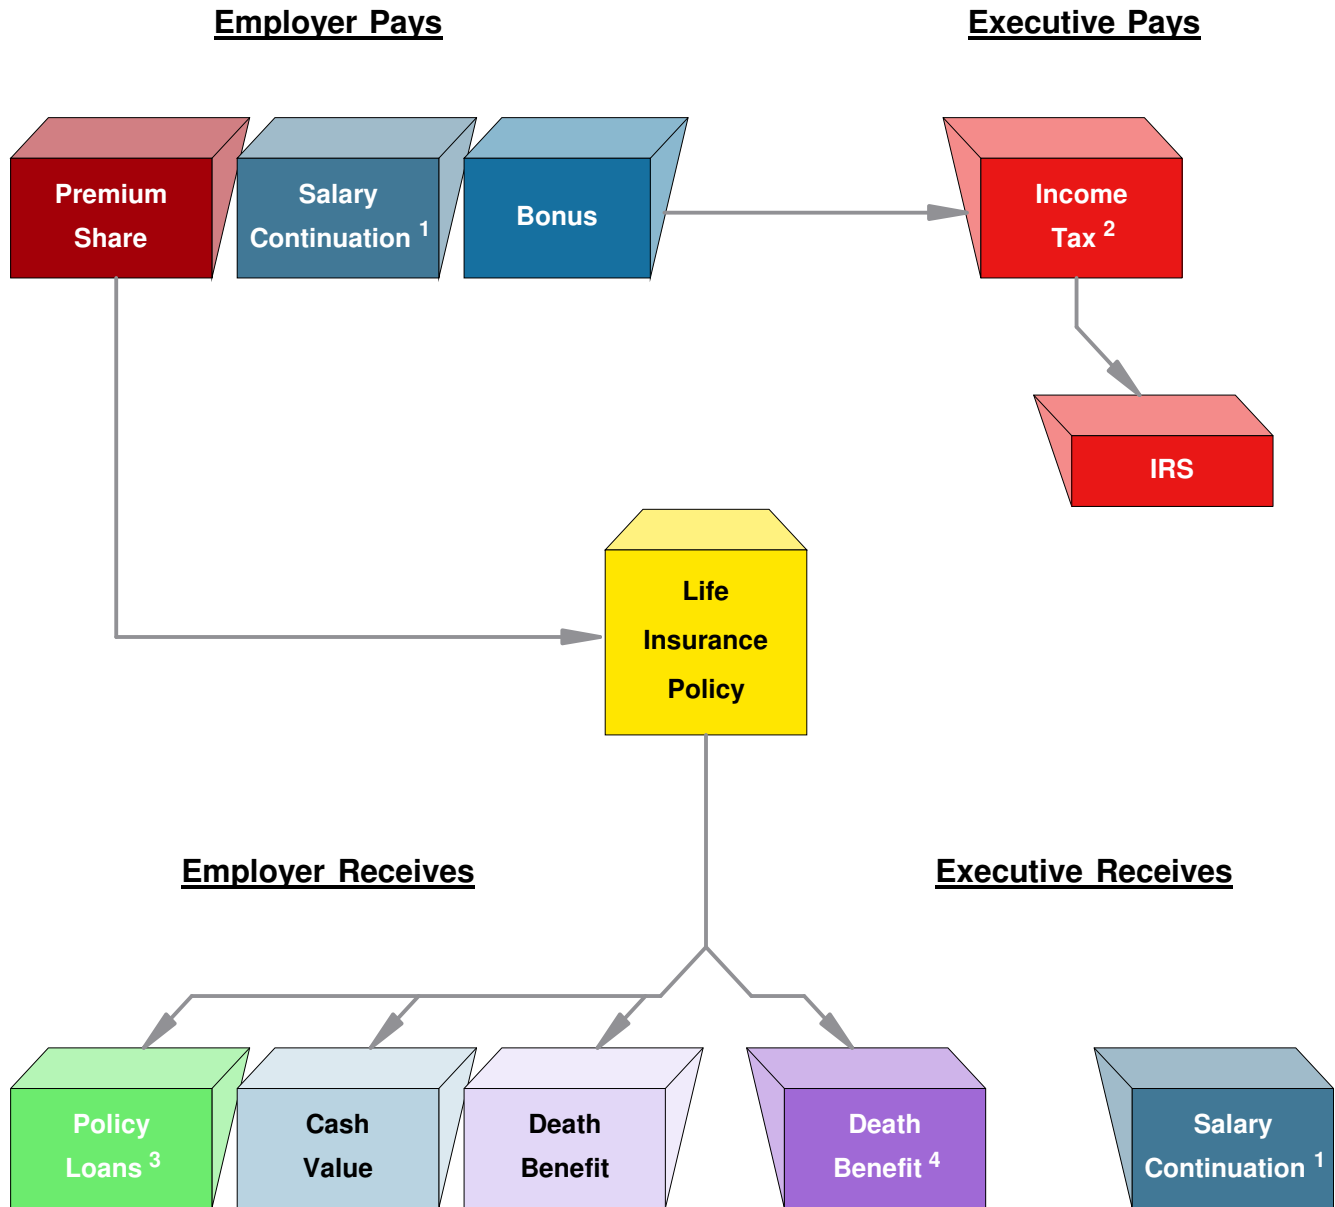 Employer Pays
Executive Pays
Premium
Share
Salary
Continuation 1
Bonus
Income
Tax 2
IRS
Life
Insurance
Policy
Employer Receives
Executive Receives
Policy
Loans 3
Cash
Value
Death
Benefit
Death
Benefit 4
Salary
Continuation 1